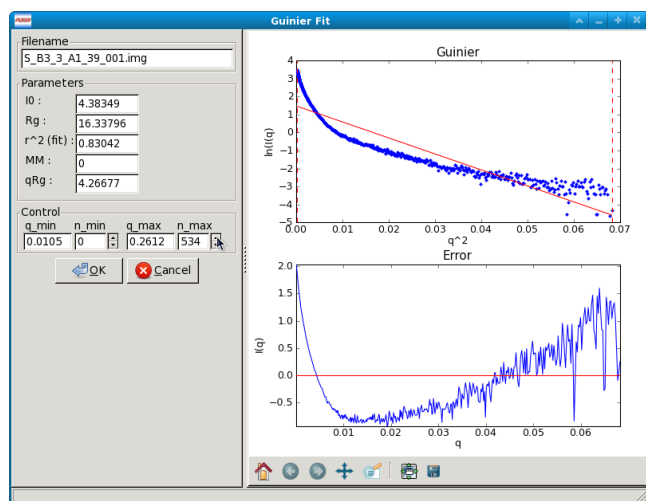 Guinier Fit
Filename
S_B3_3_A1_39_001.img
Parameters
I0 : 4.38349
Rg : 16.33796
r^2 (fit) : 0.83042
MM : 0
qRg : 4.26677
Control
q_min n_min q_max n_max
0.0105 0 0.2612 534
OK Cancel
Guinier
4
3
2
1
0
−1
−2
−3
−4
−5
ln(I(q)
0.00 0.01 0.02 0.03 0.04 0.05 0.06 0.07
q^2
Error
2.0
1.5
1.0
0.5
0.0
−0.5
I(q)
0.01 0.02 0.03 0.04 0.05 0.06
q